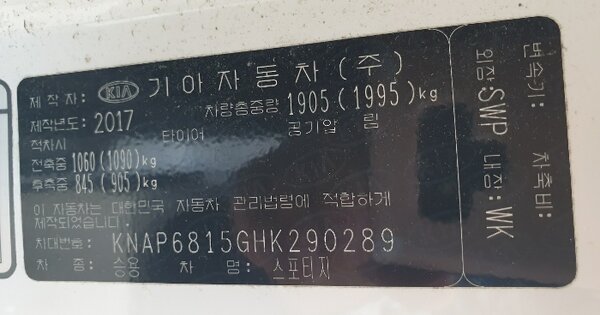 제작자: KIA 기아자동차(주)
제작년도: 2017 차량총중량 1905(1995)kg
적차시 타이어 공기압 림
전축중 1060(1090)kg
후축중 845(905)kg
이 자동차는 대한민국 자동차 관리법령에 적합하게
제작되었습니다.
차대번호: KNAP6815GHK290289
차 종: 승용 차 명: 스포티지
변속기: 차축비:
외장:SWP 내장:WK